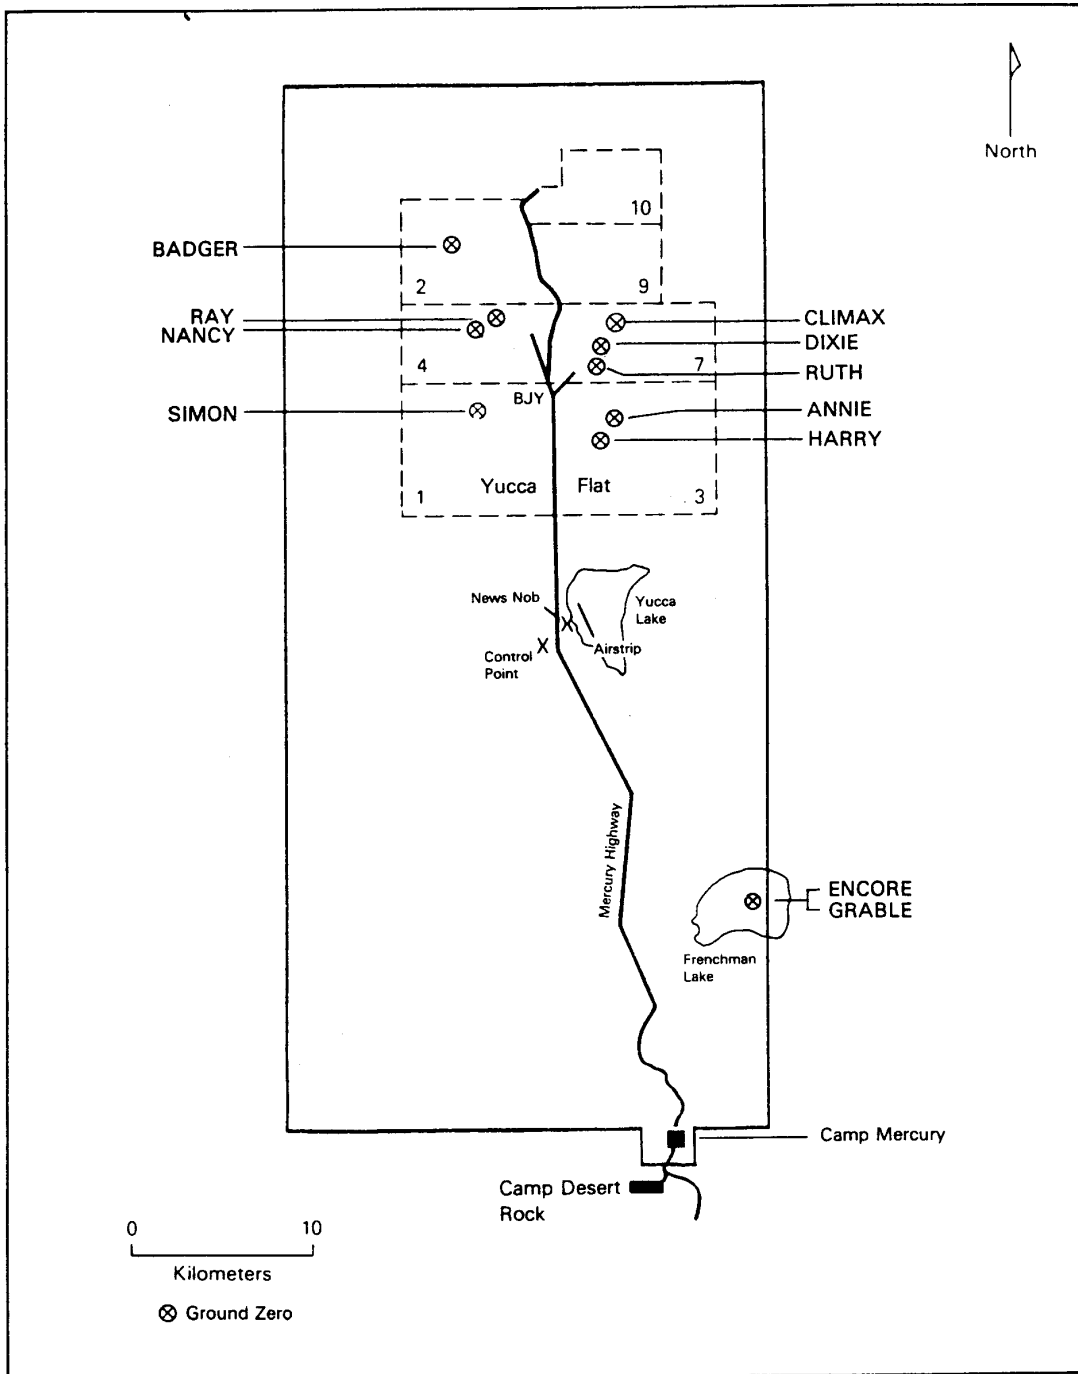 North
10
BADGER
2
9
RAY
NANCY
CLIMAX
DIXIE
4
7
RUTH
BJY
SIMON
ANNIE
HARRY
Yucca Flat
1
3
News Nob
Yucca
Lake
Control
Point
Airstrip
Mercury Highway
ENCORE
GRABLE
Frenchman
Lake
Camp Mercury
Camp Desert
Rock
0 10
Kilometers
Ground Zero